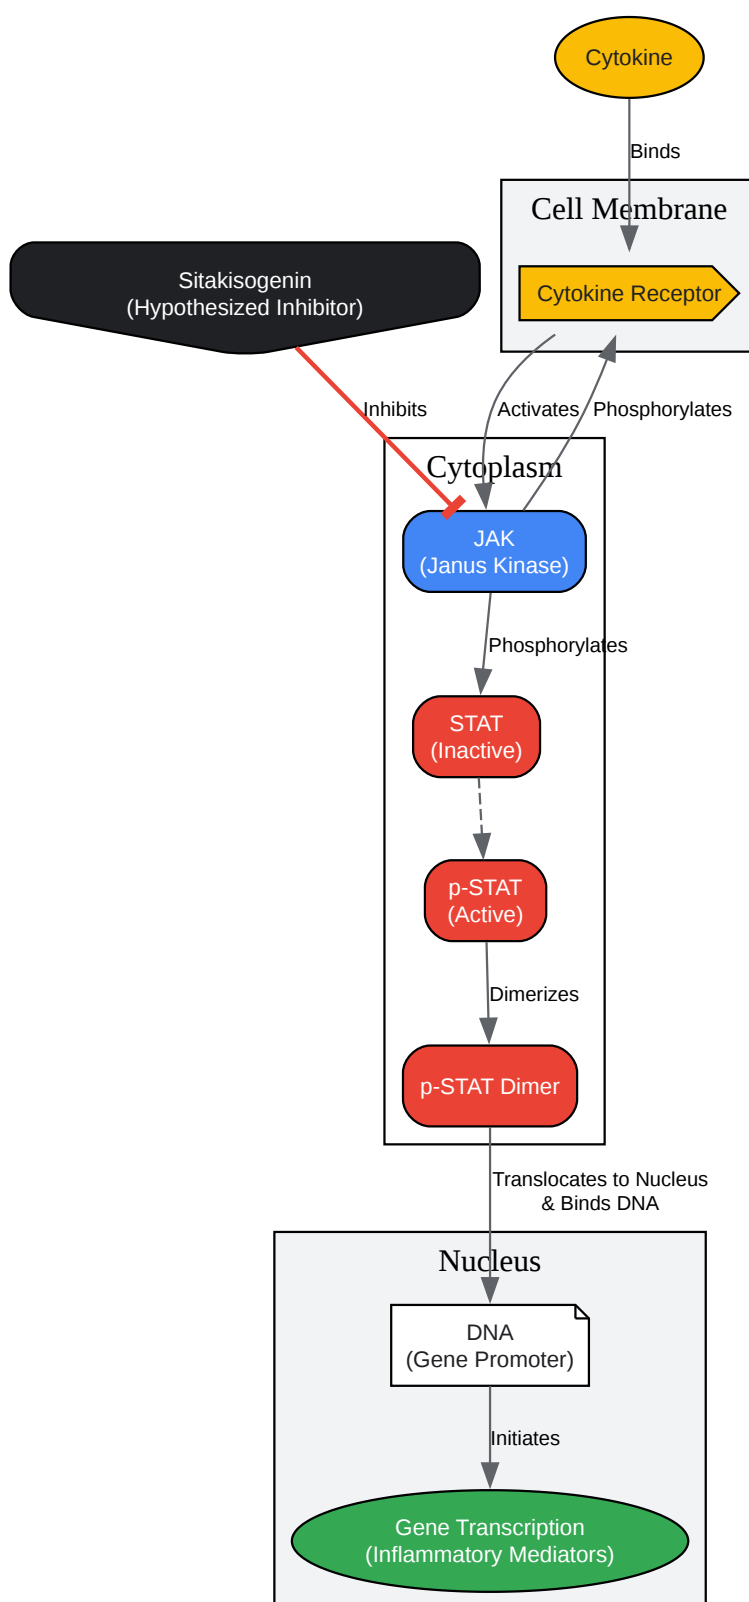 Cytokine
Binds
Cell Membrane
Cytokine Receptor
Sitakisogenin
(Hypothesized Inhibitor)
Inhibits
Activates
Phosphorylates
Cytoplasm
JAK
(Janus Kinase)
Phosphorylates
STAT
(Inactive)
p-STAT
(Active)
Dimerizes
p-STAT Dimer
Translocates to Nucleus
& Binds DNA
Nucleus
DNA
(Gene Promoter)
Initiates
Gene Transcription
(Inflammatory Mediators)